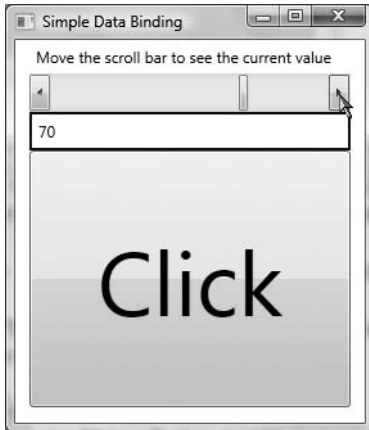 Simple Data Binding
Move the scroll bar to see the current value
70
Click